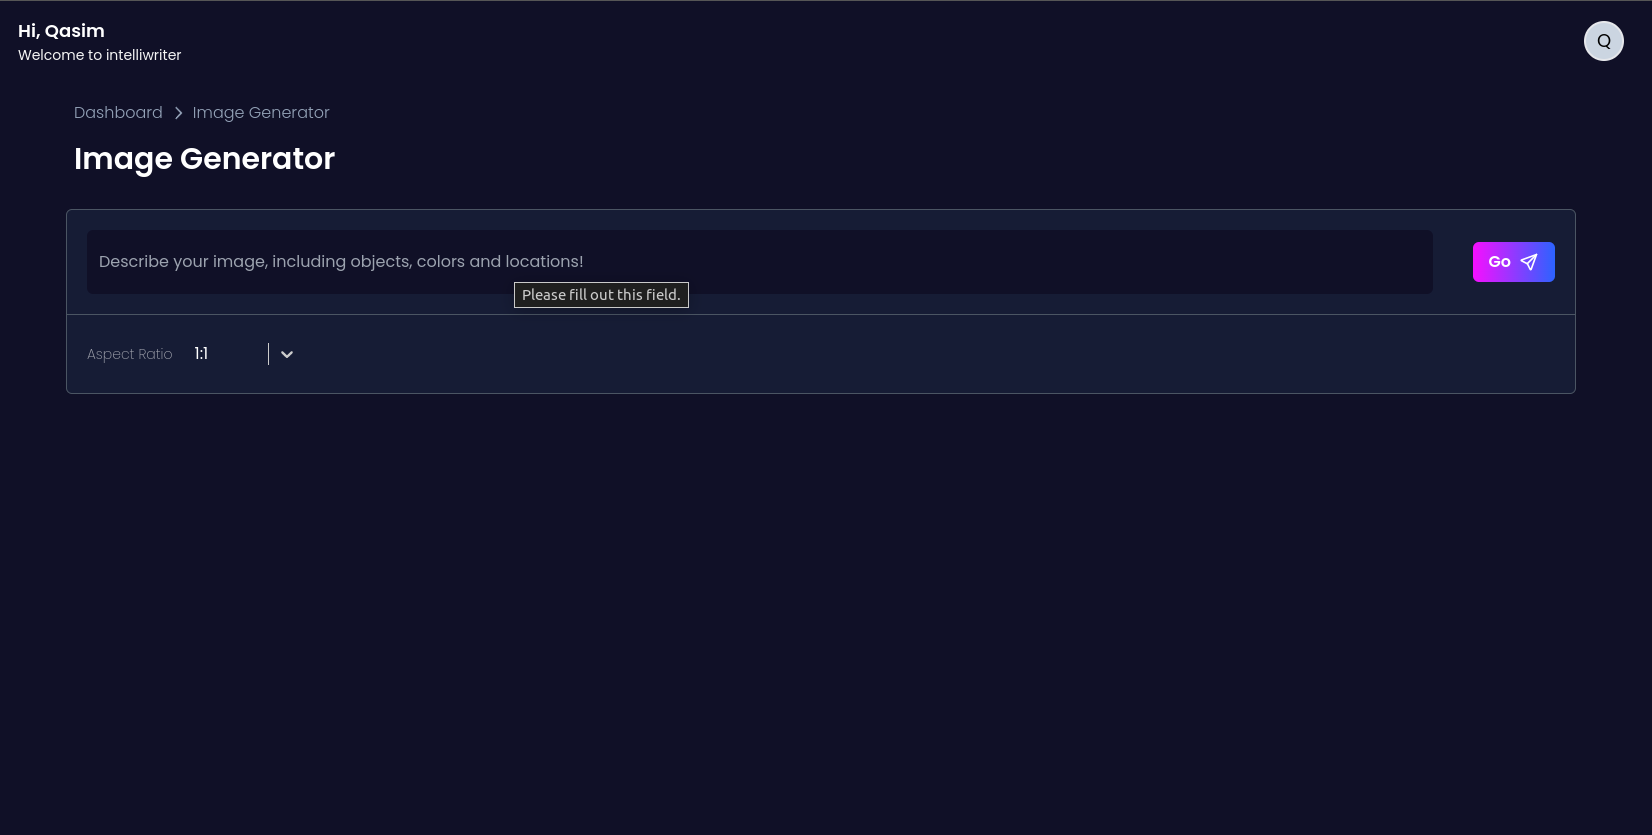 Hi, Qasim
Welcome to intelliwriter
Q
Dashboard > Image Generator
Image Generator
Describe your image, including objects, colors and locations!
Go
Please fill out this field.
Aspect Ratio 1:1